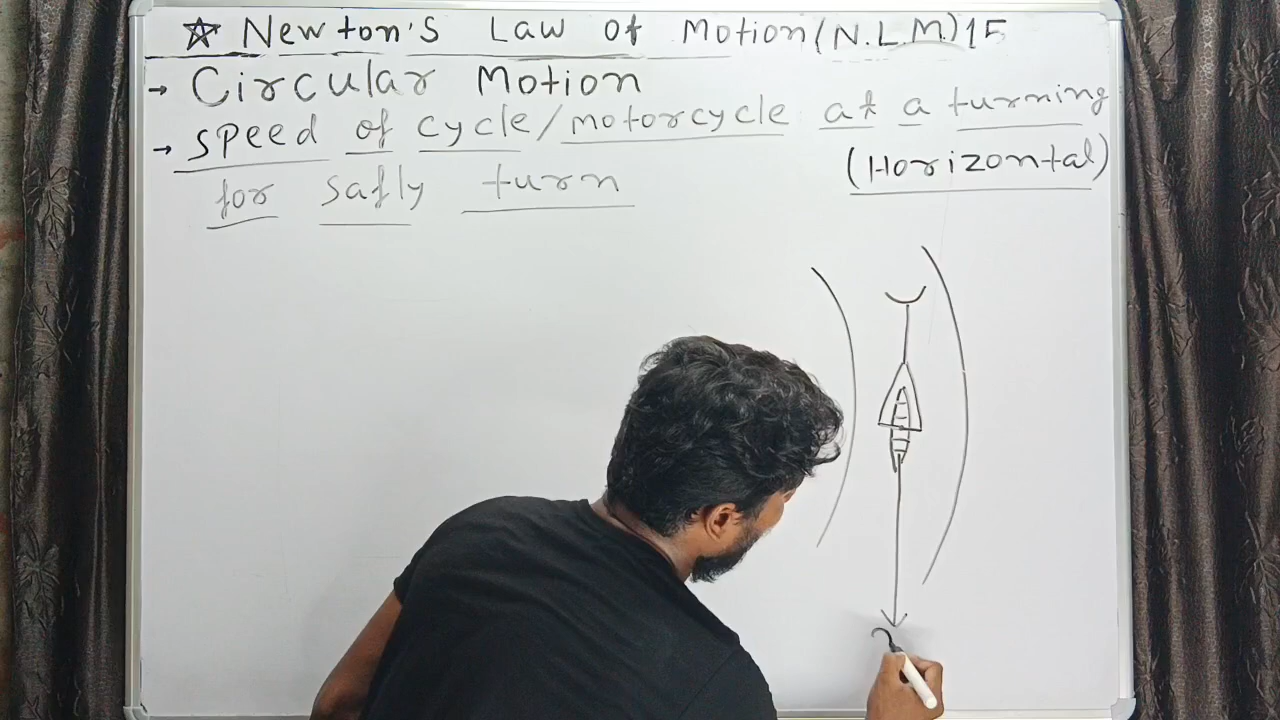 ☆ Newton's Law of Motion (N.L.M.) 15
→ Circular Motion
→ speed of cycle/motorcycle at a turning
for safly turn
(Horizontal)